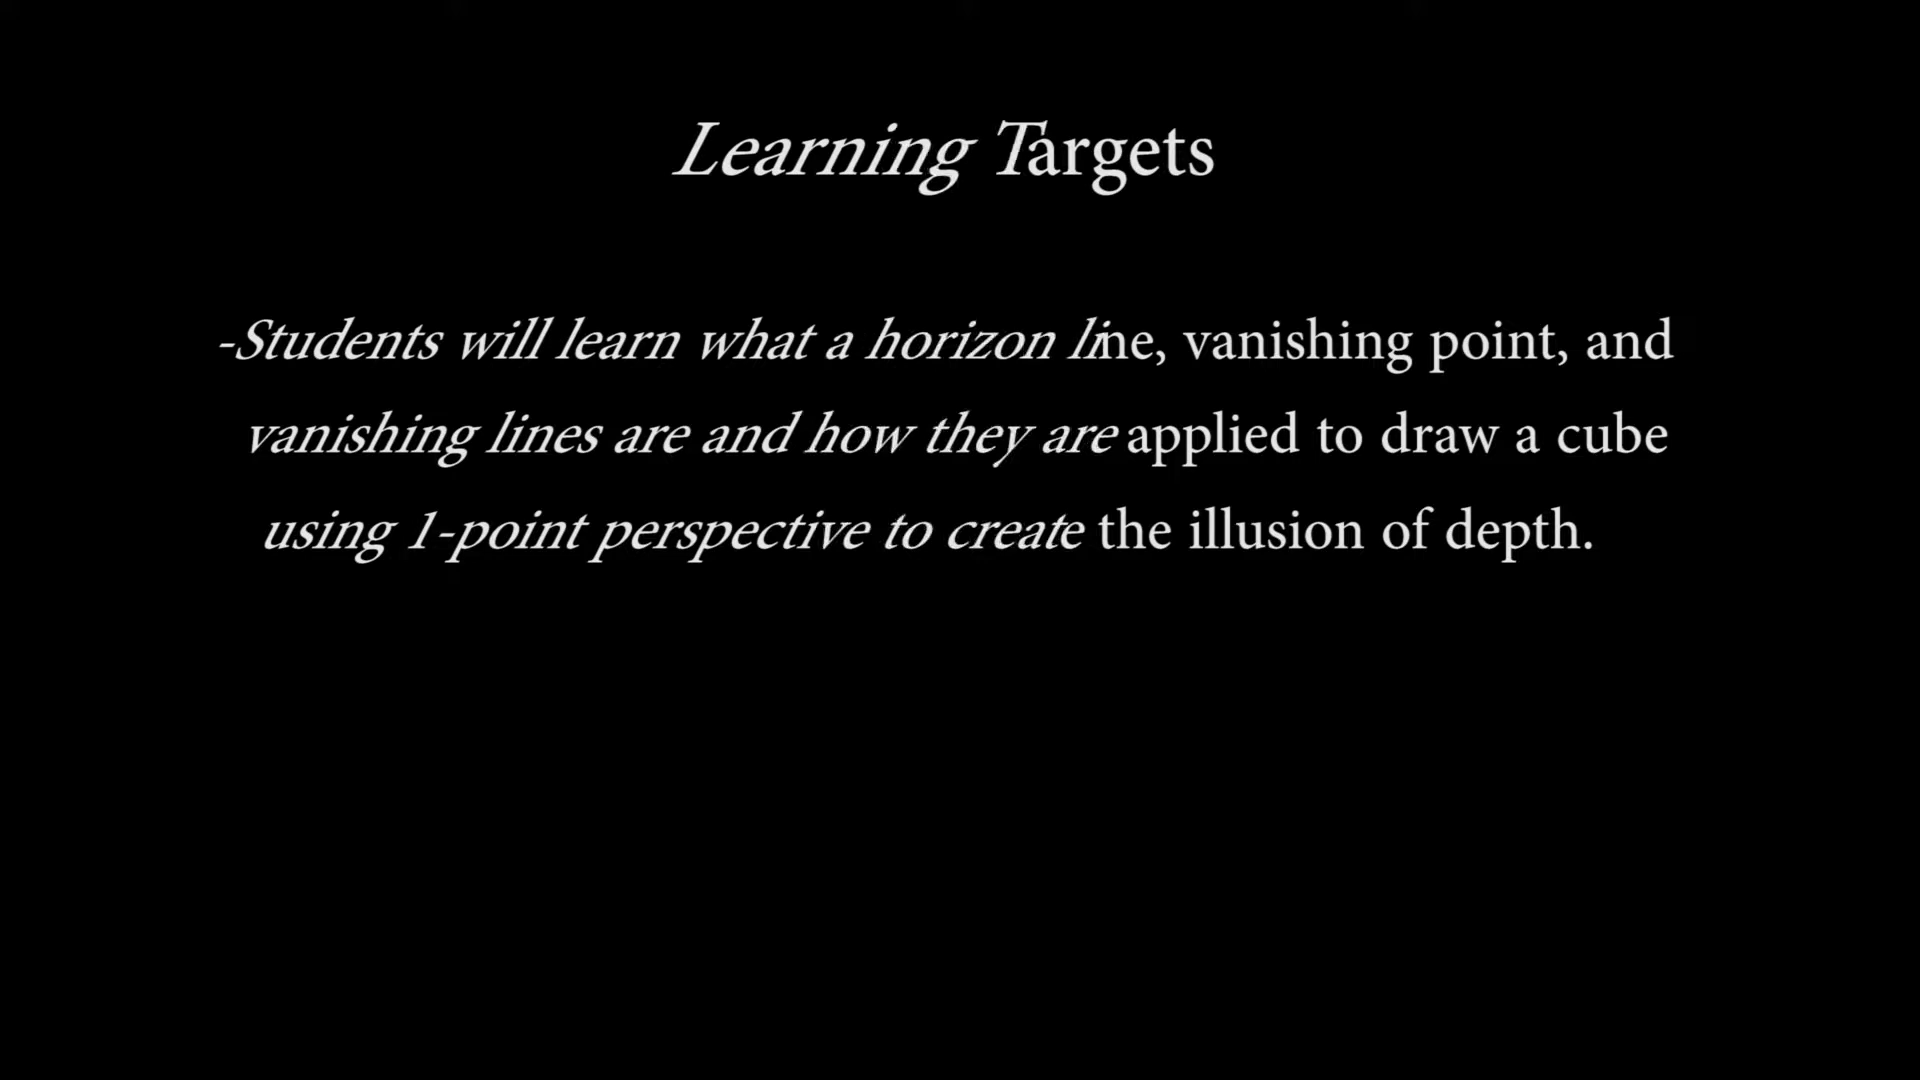 Learning Targets
-Students will learn what a horizon line, vanishing point, and
vanishing lines are and how they are applied to draw a cube
using 1-point perspective to create the illusion of depth.